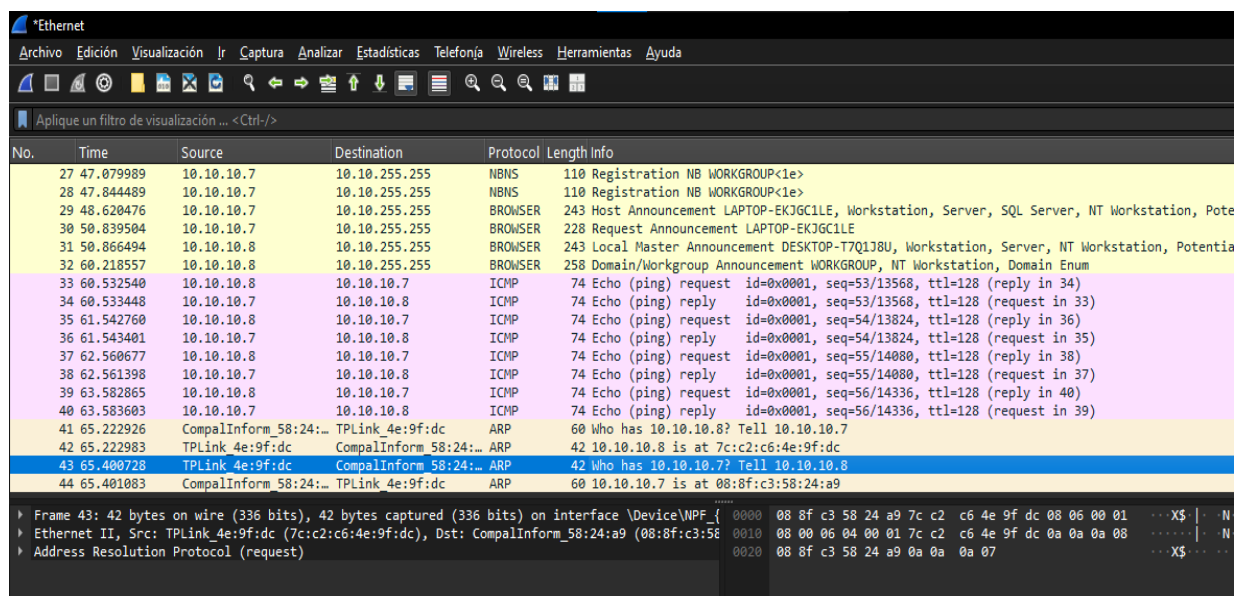 *Ethernet
Archivo Edición Visualización Ir Captura Analizar Estadísticas Telefonía Wireless Herramientas Ayuda
Aplique un filtro de visualización ... <Ctrl-/>
No. Time Source Destination Protocol Length Info
27 47.079989 10.10.10.7 10.10.255.255 NBNS 110 Registration NB WORKGROUP<1e>
28 47.844489 10.10.10.7 10.10.255.255 NBNS 110 Registration NB WORKGROUP<1e>
29 48.620476 10.10.10.7 10.10.255.255 BROWSER 243 Host Announcement LAPTOP-EKJGC1LE, Workstation, Server, SQL Server, NT Workstation, Pote
30 50.839504 10.10.10.7 10.10.255.255 BROWSER 228 Request Announcement LAPTOP-EKJGC1LE
31 50.866494 10.10.10.8 10.10.255.255 BROWSER 243 Local Master Announcement DESKTOP-T7Q1J8U, Workstation, Server, NT Workstation, Potentia
32 60.218557 10.10.10.8 10.10.255.255 BROWSER 258 Domain/Workgroup Announcement WORKGROUP, NT Workstation, Domain Enum
33 60.532540 10.10.10.8 10.10.10.7 ICMP 74 Echo (ping) request id=0x0001, seq=53/13568, ttl=128 (reply in 34)
34 60.533448 10.10.10.7 10.10.10.8 ICMP 74 Echo (ping) reply id=0x0001, seq=53/13568, ttl=128 (request in 33)
35 61.542760 10.10.10.8 10.10.10.7 ICMP 74 Echo (ping) request id=0x0001, seq=54/13824, ttl=128 (reply in 36)
36 61.543401 10.10.10.7 10.10.10.8 ICMP 74 Echo (ping) reply id=0x0001, seq=54/13824, ttl=128 (request in 35)
37 62.560677 10.10.10.8 10.10.10.7 ICMP 74 Echo (ping) request id=0x0001, seq=55/14080, ttl=128 (reply in 38)
38 62.561398 10.10.10.7 10.10.10.8 ICMP 74 Echo (ping) reply id=0x0001, seq=55/14080, ttl=128 (request in 37)
39 63.582865 10.10.10.8 10.10.10.7 ICMP 74 Echo (ping) request id=0x0001, seq=56/14336, ttl=128 (reply in 40)
40 63.583603 10.10.10.7 10.10.10.8 ICMP 74 Echo (ping) reply id=0x0001, seq=56/14336, ttl=128 (request in 39)
41 65.222926 CompalInform_58:24:… TPLink_4e:9f:dc ARP 60 Who has 10.10.10.8? Tell 10.10.10.7
42 65.222983 TPLink_4e:9f:dc CompalInform_58:24:… ARP 42 10.10.10.8 is at 7c:c2:c6:4e:9f:dc
43 65.400728 TPLink_4e:9f:dc CompalInform_58:24:… ARP 42 Who has 10.10.10.7? Tell 10.10.10.8
44 65.401083 CompalInform_58:24:… TPLink_4e:9f:dc ARP 60 10.10.10.7 is at 08:8f:c3:58:24:a9
Frame 43: 42 bytes on wire (336 bits), 42 bytes captured (336 bits) on interface \Device\NPF_{ 0000 08 8f c3 58 24 a9 7c c2 c6 4e 9f dc 08 06 00 01 ···X$·|· ·N·
Ethernet II, Src: TPLink_4e:9f:dc (7c:c2:c6:4e:9f:dc), Dst: CompalInform_58:24:a9 (08:8f:c3:58 0010 08 00 06 04 00 01 7c c2 c6 4e 9f dc 0a 0a 0a 08 ······|· ·N·
Address Resolution Protocol (request) 0020 08 8f c3 58 24 a9 0a 0a 0a 07 ···X$··· ··